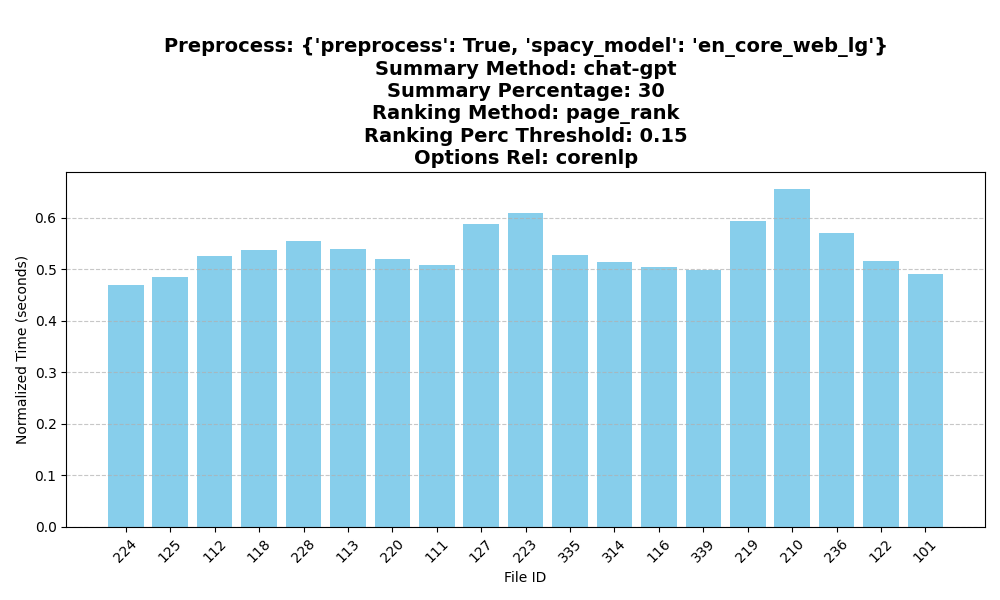 Preprocess: {'preprocess': True, 'spacy_model': 'en_core_web_lg'}
Summary Method: chat-gpt
Summary Percentage: 30
Ranking Method: page_rank
Ranking Perc Threshold: 0.15
Options Rel: corenlp
Normalized Time (seconds)
0.6
0.5
0.4
0.3
0.2
0.1
0.0
224 125 112 118 228 113 220 111 127 223 335 314 116 339 219 210 236 122 101
File ID